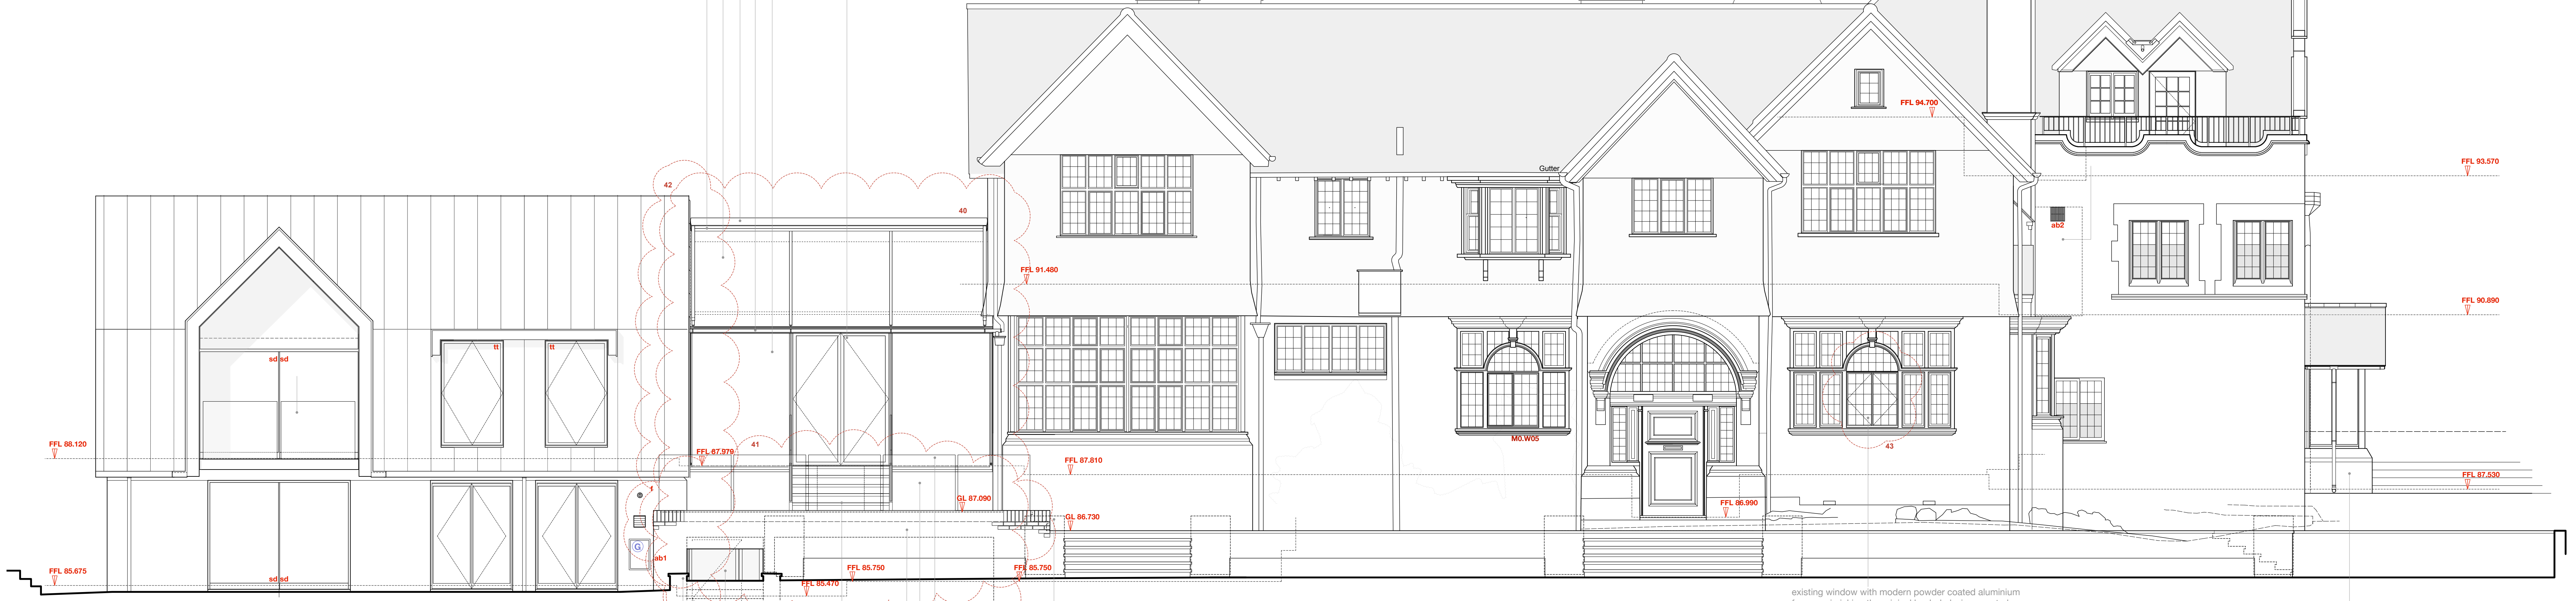 FFL 94.700
FFL 93.570
Gutter
42
40
ab2
FFL 91.480
FFL 90.890
tt
tt
sd sd
M0.W05
43
41
FFL 88.120
FFL 87.979
FFL 87.810
FFL 87.530
t
GL 87.090
FFL 86.990
GL 86.730
G
ab1
FFL 85.675
sd sd
FFL 85.470
FFL 85.750
FFL 85.750
existing window with modern powder coated aluminium